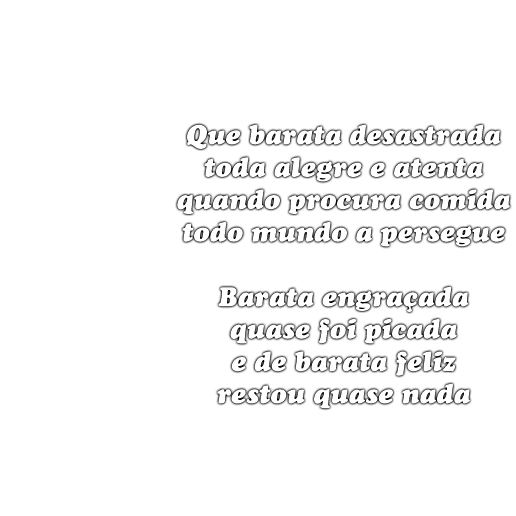 Que barata desastrada
toda alegre e atenta
quando procura comida
todo mundo a persegue
Barata engraçada
quase foi picada
e de barata feliz
restou quase nada